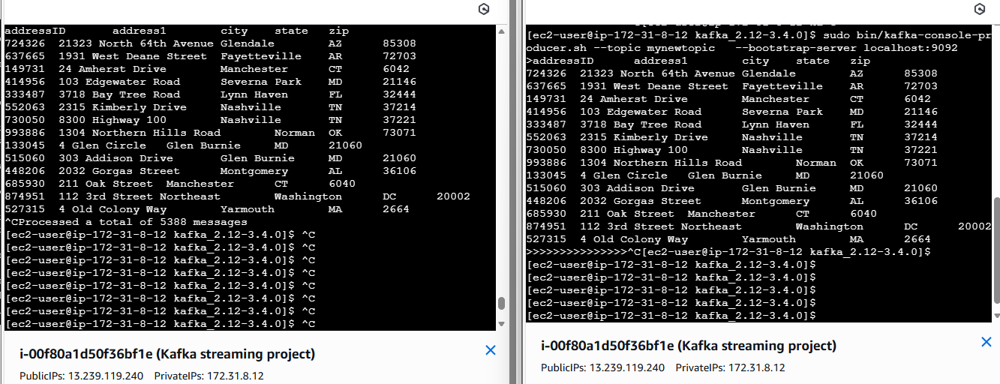 addressID address1 city state zip
724326 21323 North 64th Avenue Glendale AZ 85308
637665 1931 West Deane Street Fayetteville AR 72703
149731 24 Amherst Drive Manchester CT 6042
414956 103 Edgewater Road Severna Park MD 21146
333487 3718 Bay Tree Road Lynn Haven FL 32444
552063 2315 Kimberly Drive Nashville TN 37214
730050 8300 Highway 100 Nashville TN 37221
993886 1304 Northern Hills Road Norman OK 73071
133045 4 Glen Circle Glen Burnie MD 21060
515060 303 Addison Drive Glen Burnie MD 21060
448206 2032 Gorgas Street Montgomery AL 36106
685930 211 Oak Street Manchester CT 6040
874951 112 3rd Street Northeast Washington DC 20002
527315 4 Old Colony Way Yarmouth MA 2664
^CProcessed a total of 5388 messages
[ec2-user@ip-172-31-8-12 kafka_2.12-3.4.0]$ ^C
[ec2-user@ip-172-31-8-12 kafka_2.12-3.4.0]$ ^C
[ec2-user@ip-172-31-8-12 kafka_2.12-3.4.0]$ ^C
[ec2-user@ip-172-31-8-12 kafka_2.12-3.4.0]$ ^C
[ec2-user@ip-172-31-8-12 kafka_2.12-3.4.0]$ ^C
[ec2-user@ip-172-31-8-12 kafka_2.12-3.4.0]$ ^C
[ec2-user@ip-172-31-8-12 kafka_2.12-3.4.0]$ ^C
[ec2-user@ip-172-31-8-12 kafka_2.12-3.4.0]$ ^C
i-00f80a1d50f36bf1e (Kafka streaming project)
PublicIPs: 13.239.119.240 PrivateIPs: 172.31.8.12
[ec2-user@ip-172-31-8-12 kafka_2.12-3.4.0]$ sudo bin/kafka-console-pr
oducer.sh --topic mynewtopic --bootstrap-server localhost:9092
>addressID address1 city state zip
724326 21323 North 64th Avenue Glendale AZ 85308
637665 1931 West Deane Street Fayetteville AR 72703
149731 24 Amherst Drive Manchester CT 6042
414956 103 Edgewater Road Severna Park MD 21146
333487 3718 Bay Tree Road Lynn Haven FL 32444
552063 2315 Kimberly Drive Nashville TN 37214
730050 8300 Highway 100 Nashville TN 37221
993886 1304 Northern Hills Road Norman OK 73071
133045 4 Glen Circle Glen Burnie MD 21060
515060 303 Addison Drive Glen Burnie MD 21060
448206 2032 Gorgas Street Montgomery AL 36106
685930 211 Oak Street Manchester CT 6040
874951 112 3rd Street Northeast Washington DC 20002
527315 4 Old Colony Way Yarmouth MA 2664
>>>>>>>>>>>>>>>^C[ec2-user@ip-172-31-8-12 kafka_2.12-3.4.0]$
[ec2-user@ip-172-31-8-12 kafka_2.12-3.4.0]$
[ec2-user@ip-172-31-8-12 kafka_2.12-3.4.0]$
[ec2-user@ip-172-31-8-12 kafka_2.12-3.4.0]$
[ec2-user@ip-172-31-8-12 kafka_2.12-3.4.0]$
[ec2-user@ip-172-31-8-12 kafka_2.12-3.4.0]$
i-00f80a1d50f36bf1e (Kafka streaming project)
PublicIPs: 13.239.119.240 PrivateIPs: 172.31.8.12